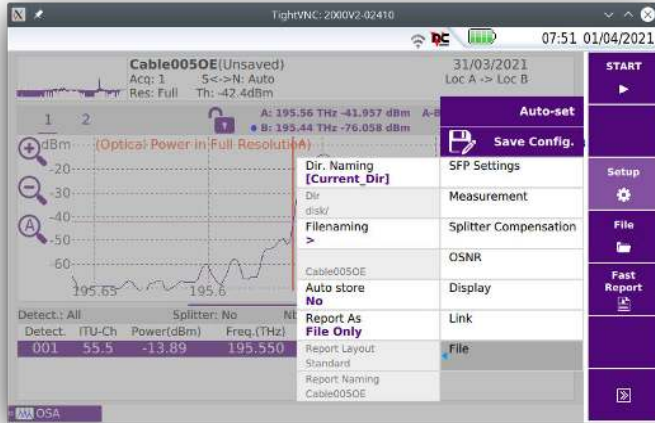 TightVNC: 2000V2-02410
07:51 01/04/2021
Cable005OE(Unsaved)
Acq: 1 S<->N: Auto
Res: Full Th: -42.4dBm
31/03/2021
Loc A -> Loc B
1 2
A: 195.56 THz -41.957 dBm A-B
B: 195.44 THz -76.058 dBm
dBm (Optical) Power in Full Resolution
-20
-30
-40
-50
-60
195.65 195.6
Detect.: All Splitter: No
Detect. ITU-Ch Power(dBm) Freq.(THz)
001 55.5 -13.89 195.550
OSA
Dir. Naming
[Current_Dir]
Dir
disk/
Filenaming
>
Cable005OE
Auto store
No
Report As
File Only
Report Layout
Standard
Report Naming
Cable005OE
Auto-set
Save Config.
SFP Settings
Measurement
Splitter Compensation
OSNR
Display
Link
File
START
Setup
File
Fast
Report